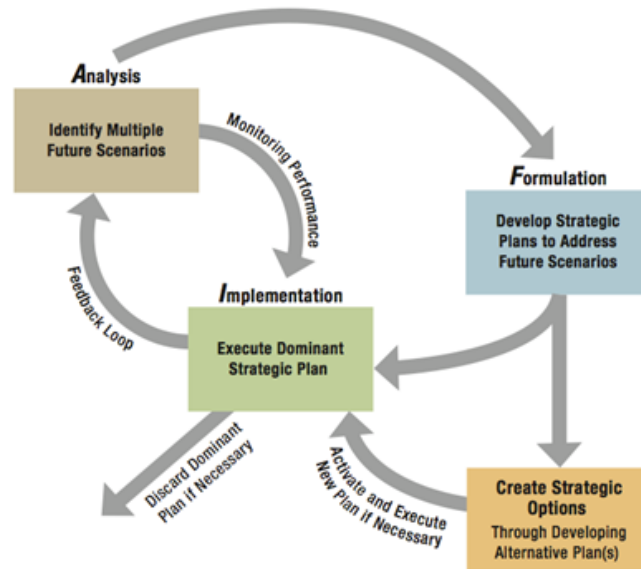 Analysis
Identify Multiple
Future Scenarios
Monitoring Performance
Formulation
Develop Strategic
Plans to Address
Future Scenarios
Feedback Loop
Implementation
Execute Dominant
Strategic Plan
Discard Dominant
Plan if Necessary
Activate and Execute
New Plan if Necessary
Create Strategic
Options
Through Developing
Alternative Plan(s)